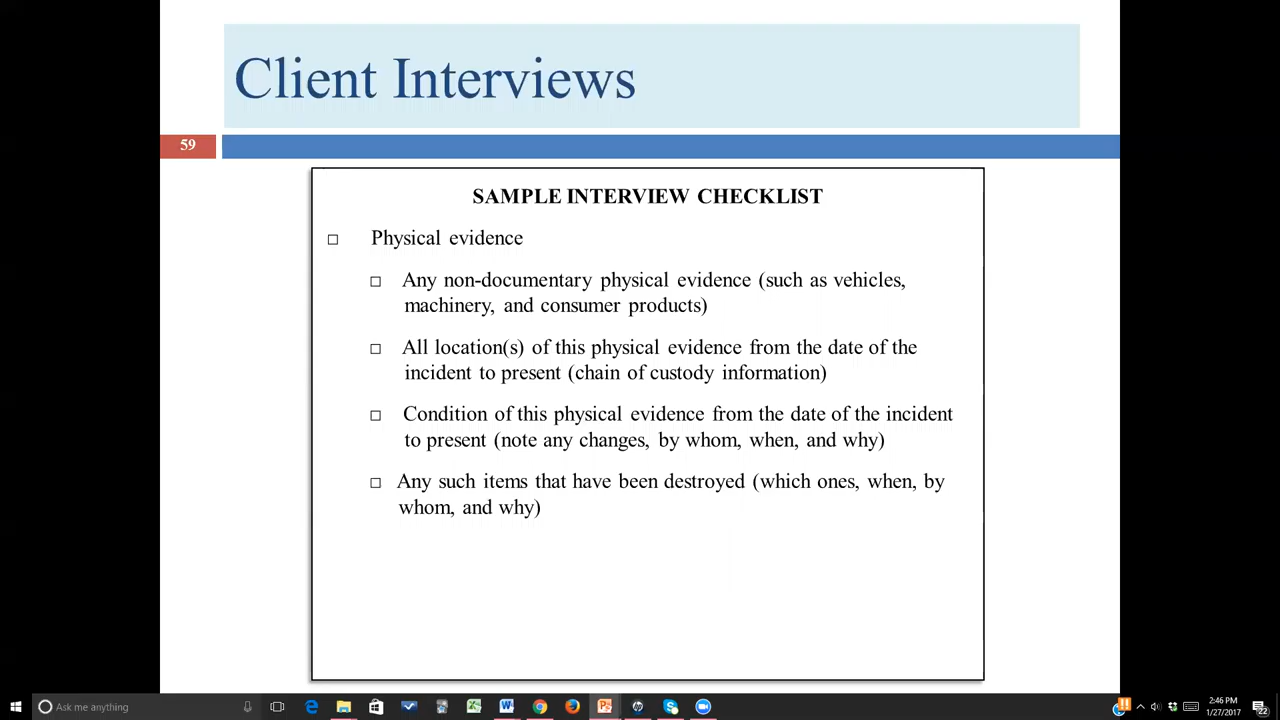 Client Interviews
59
SAMPLE INTERVIEW CHECKLIST
□ Physical evidence
□ Any non-documentary physical evidence (such as vehicles,
machinery, and consumer products)
□ All location(s) of this physical evidence from the date of the
incident to present (chain of custody information)
□ Condition of this physical evidence from the date of the incident
to present (note any changes, by whom, when, and why)
□ Any such items that have been destroyed (which ones, when, by
whom, and why)
Ask me anything
2:46 PM
1/27/2017
22